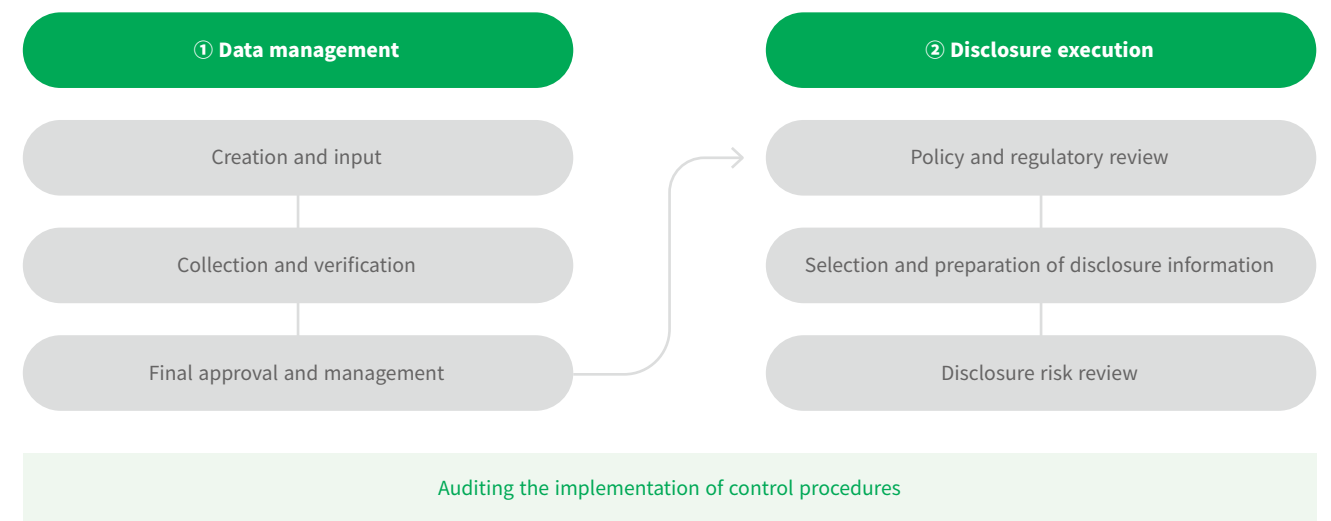 ① Data management
Creation and input
Collection and verification
Final approval and management
② Disclosure execution
Policy and regulatory review
Selection and preparation of disclosure information
Disclosure risk review
Auditing the implementation of control procedures